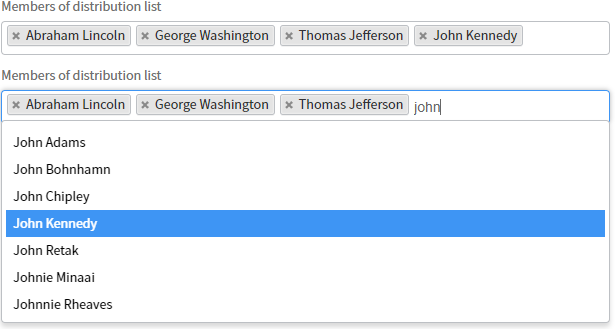 Members of distribution list
× Abraham Lincoln × George Washington × Thomas Jefferson × John Kennedy
Members of distribution list
× Abraham Lincoln × George Washington × Thomas Jefferson john
John Adams
John Bohnhamn
John Chipley
John Kennedy
John Retak
Johnie Minaai
Johnnie Rheaves